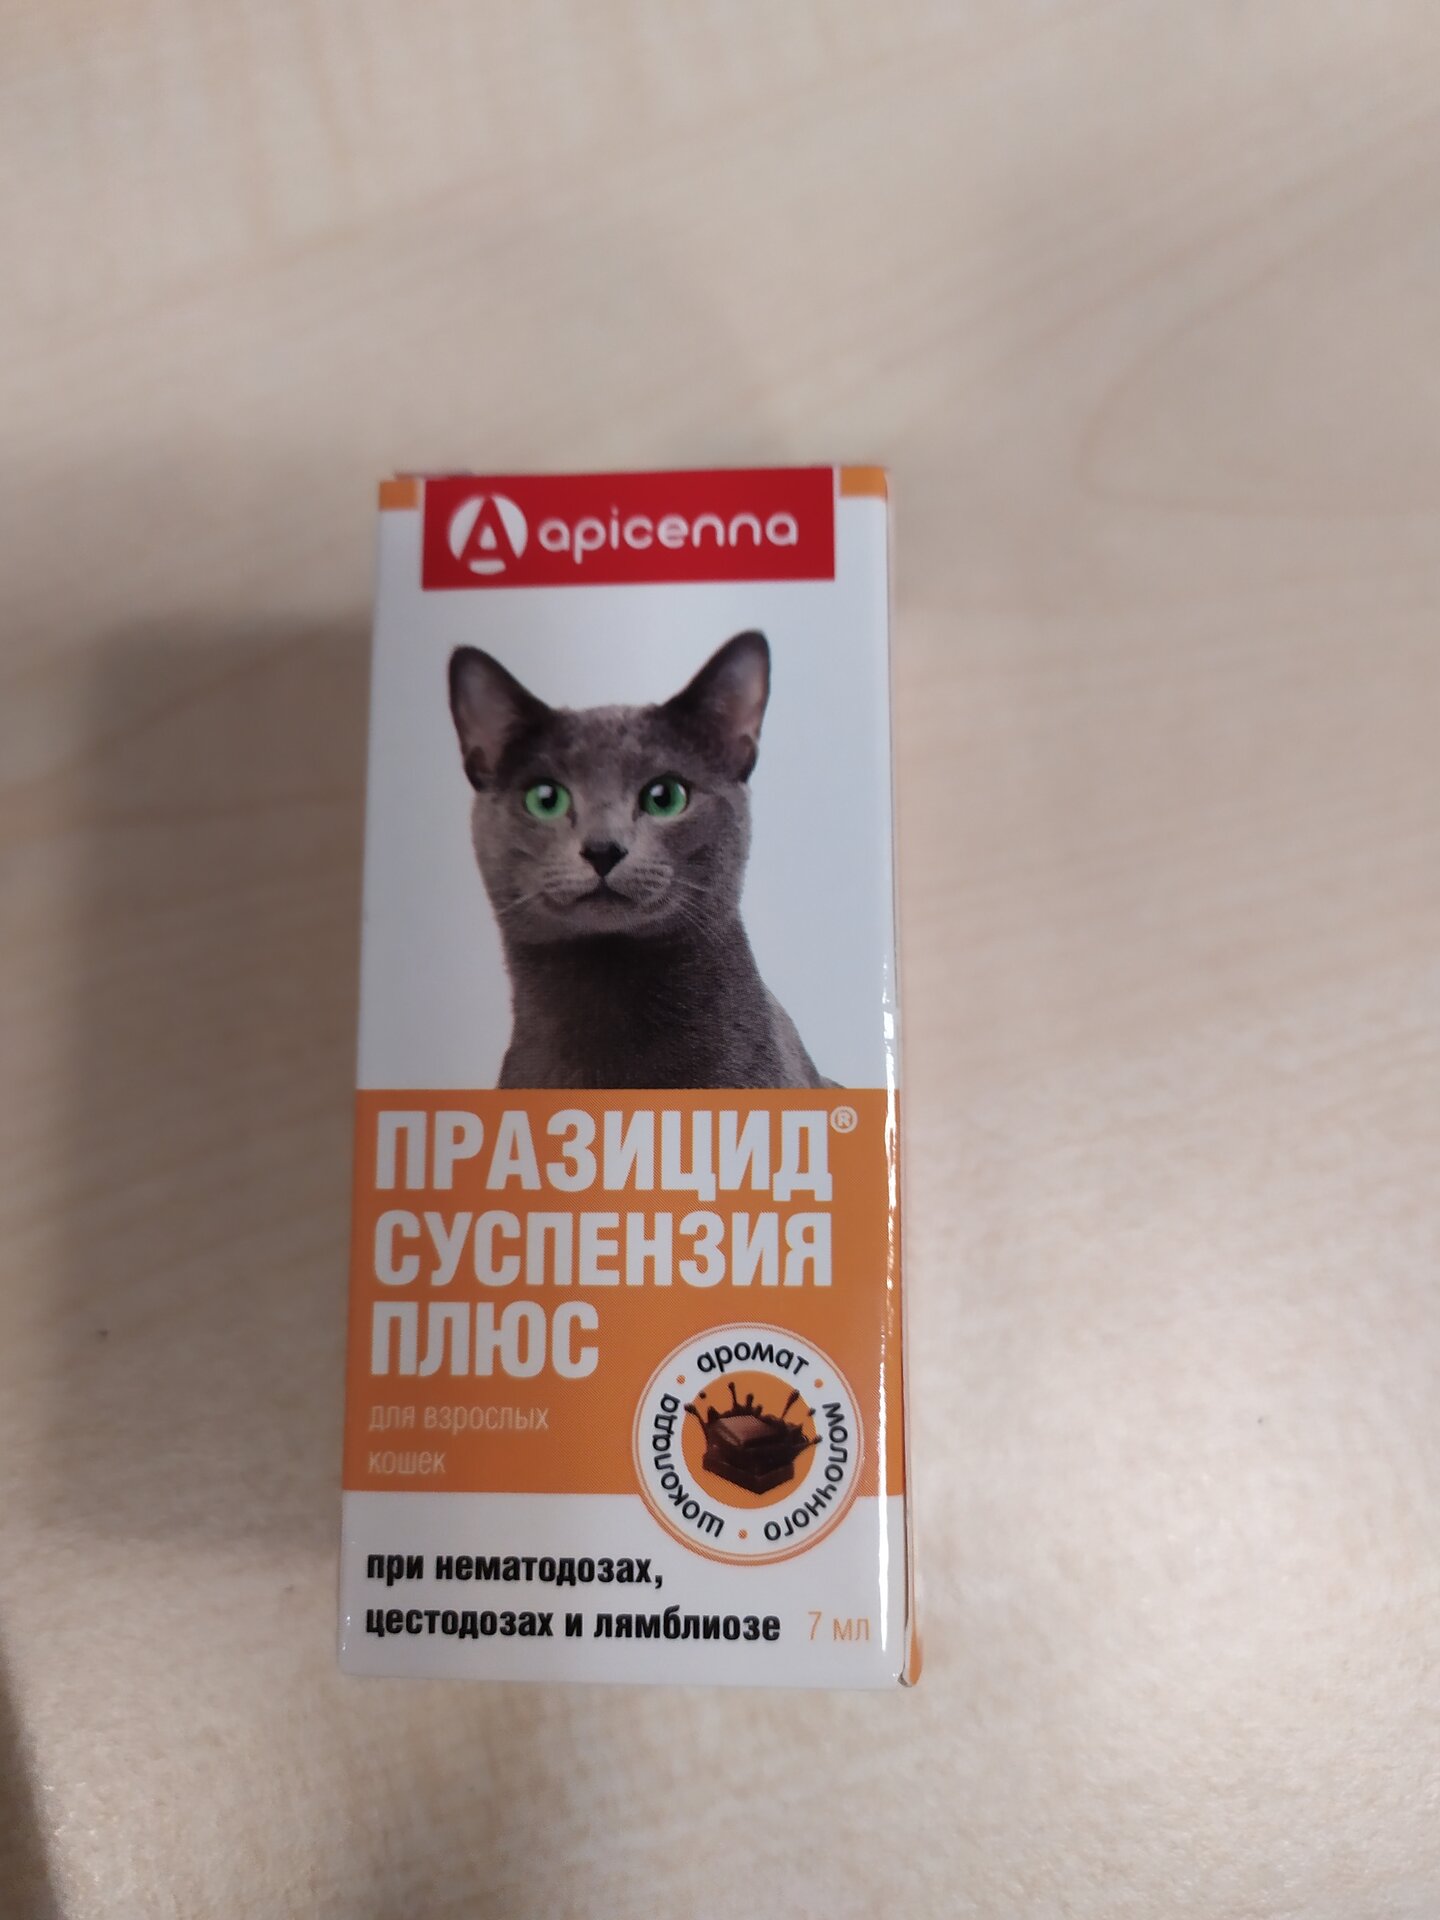 apicenna
ПРАЗИЦИД®
СУСПЕНЗИЯ
ПЛЮС
для взрослых
кошек
аромат • молочного • шоколада •
при нематодозах,
цестодозах и лямблиозе 7 мл